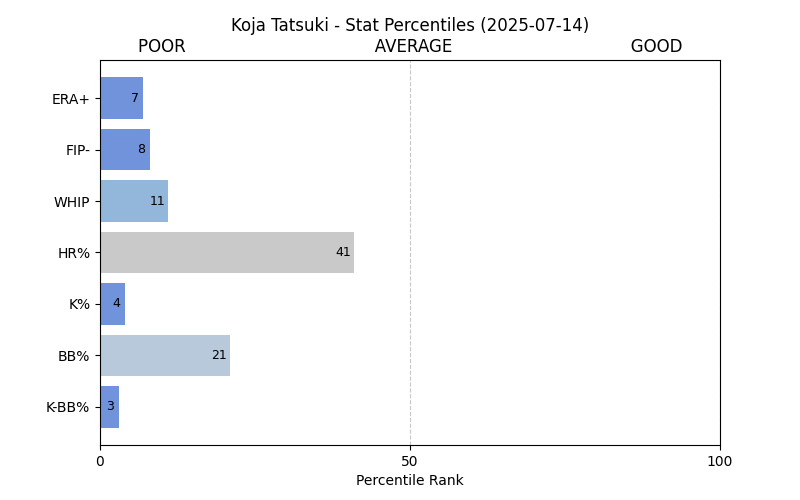 Koja Tatsuki - Stat Percentiles (2025-07-14)
POOR AVERAGE GOOD
ERA+ 7
FIP- 8
WHIP 11
HR% 41
K% 4
BB% 21
K-BB% 3
0 50 100
Percentile Rank